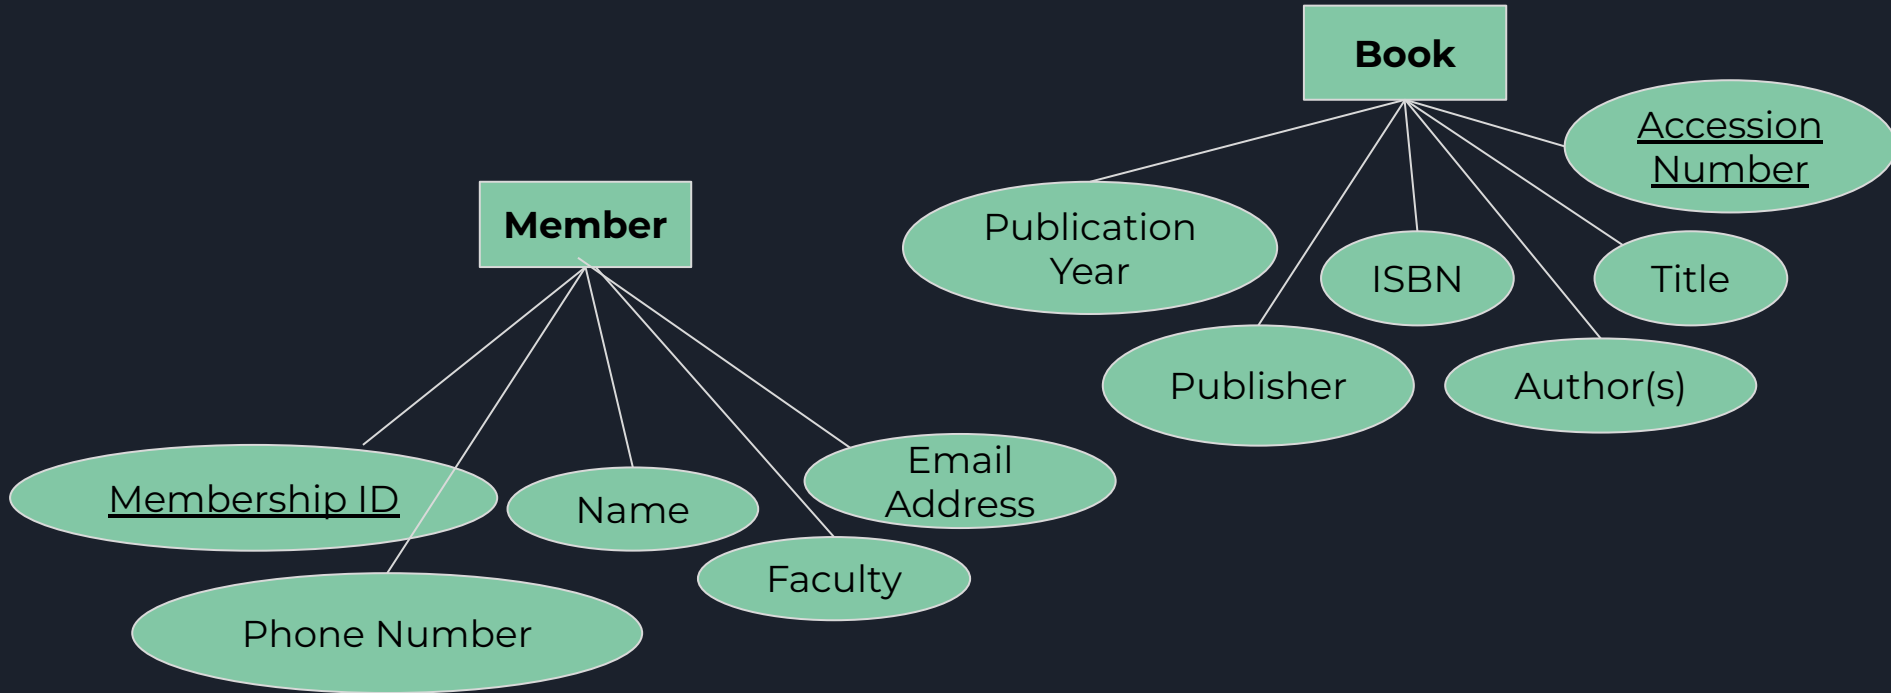 Book
Accession
Number
Publication
Year
ISBN
Title
Publisher
Author(s)
Member
Membership ID
Name
Email
Address
Faculty
Phone Number